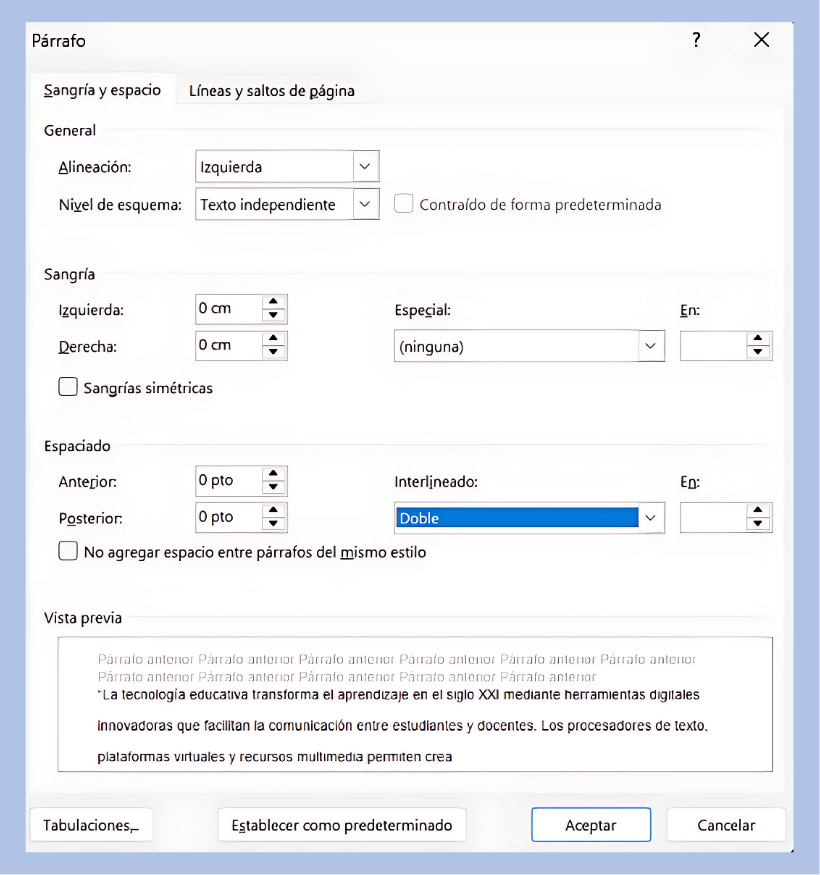 Párrafo ? X
Sangría y espacio Líneas y saltos de página
General
Alineación: Izquierda
Nivel de esquema: Texto independiente Contraído de forma predeterminada
Sangría
Izquierda: 0 cm Especial: En:
Derecha: 0 cm (ninguna)
Sangrías simétricas
Espaciado
Anterior: 0 pto Interlineado: En:
Posterior: 0 pto Doble
No agregar espacio entre párrafos del mismo estilo
Vista previa
Párrafo anterior Párrafo anterior Párrafo anterior Párrafo anterior Párrafo anterior Párrafo anterior
Párrafo anterior Párrafo anterior Párrafo anterior Párrafo anterior Párrafo anterior
"La tecnología educativa transforma el aprendizaje en el siglo XXI mediante herramientas digitales
innovadoras que facilitan la comunicación entre estudiantes y docentes. Los procesadores de texto,
plataformas virtuales y recursos multimedia permiten crea
Tabulaciones... Establecer como predeterminado Aceptar Cancelar